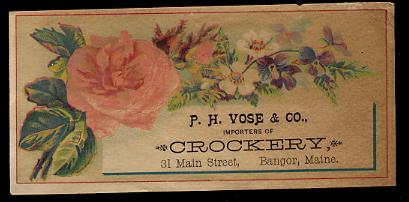 P. H. VOSE & CO.,
IMPORTERS OF
CROCKERY,
31 Main Street, Bangor, Maine.